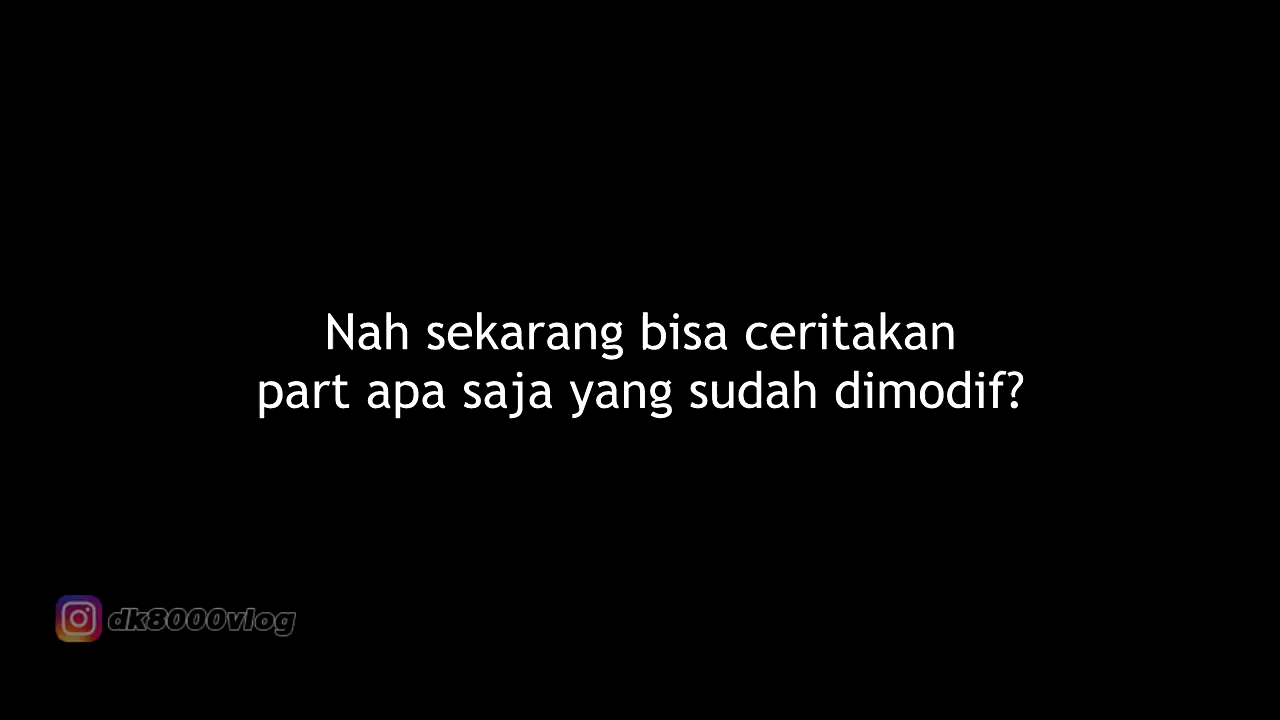 Nah sekarang bisa ceritakan
part apa saja yang sudah dimodif?
dk8000vlog